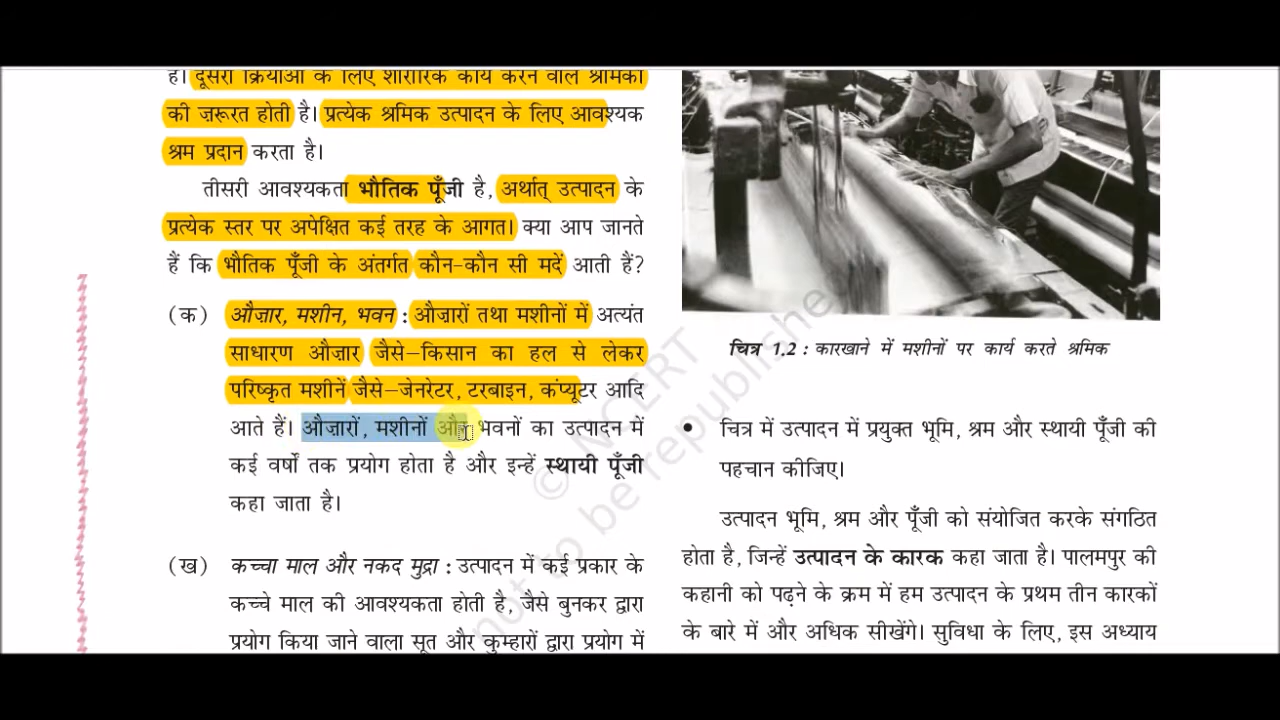 है। दूसरी क्रियाओं के लिए शारीरिक कार्य करने वाले श्रमिकों
की ज़रूरत होती है। प्रत्येक श्रमिक उत्पादन के लिए आवश्यक
श्रम प्रदान करता है।
तीसरी आवश्यकता भौतिक पूँजी है, अर्थात् उत्पादन के
प्रत्येक स्तर पर अपेक्षित कई तरह के आगत। क्या आप जानते
हैं कि भौतिक पूँजी के अंतर्गत कौन-कौन सी मदें आती हैं?
(क) औज़ार, मशीन, भवन : औज़ारों तथा मशीनों में अत्यंत
साधारण औज़ार जैसे–किसान का हल से लेकर
परिष्कृत मशीनें जैसे–जेनरेटर, टरबाइन, कंप्यूटर आदि
आते हैं। औज़ारों, मशीनों और भवनों का उत्पादन में
कई वर्षों तक प्रयोग होता है और इन्हें स्थायी पूँजी
कहा जाता है।
(ख) कच्चा माल और नकद मुद्रा : उत्पादन में कई प्रकार के
कच्चे माल की आवश्यकता होती है, जैसे बुनकर द्वारा
प्रयोग किया जाने वाला सूत और कुम्हारों द्वारा प्रयोग में
चित्र 1.2 : कारखाने में मशीनों पर कार्य करते श्रमिक
• चित्र में उत्पादन में प्रयुक्त भूमि, श्रम और स्थायी पूँजी की
पहचान कीजिए।
उत्पादन भूमि, श्रम और पूँजी को संयोजित करके संगठित
होता है, जिन्हें उत्पादन के कारक कहा जाता है। पालमपुर की
कहानी को पढ़ने के क्रम में हम उत्पादन के प्रथम तीन कारकों
के बारे में और अधिक सीखेंगे। सुविधा के लिए, इस अध्याय
© NCERT
not to be republishe